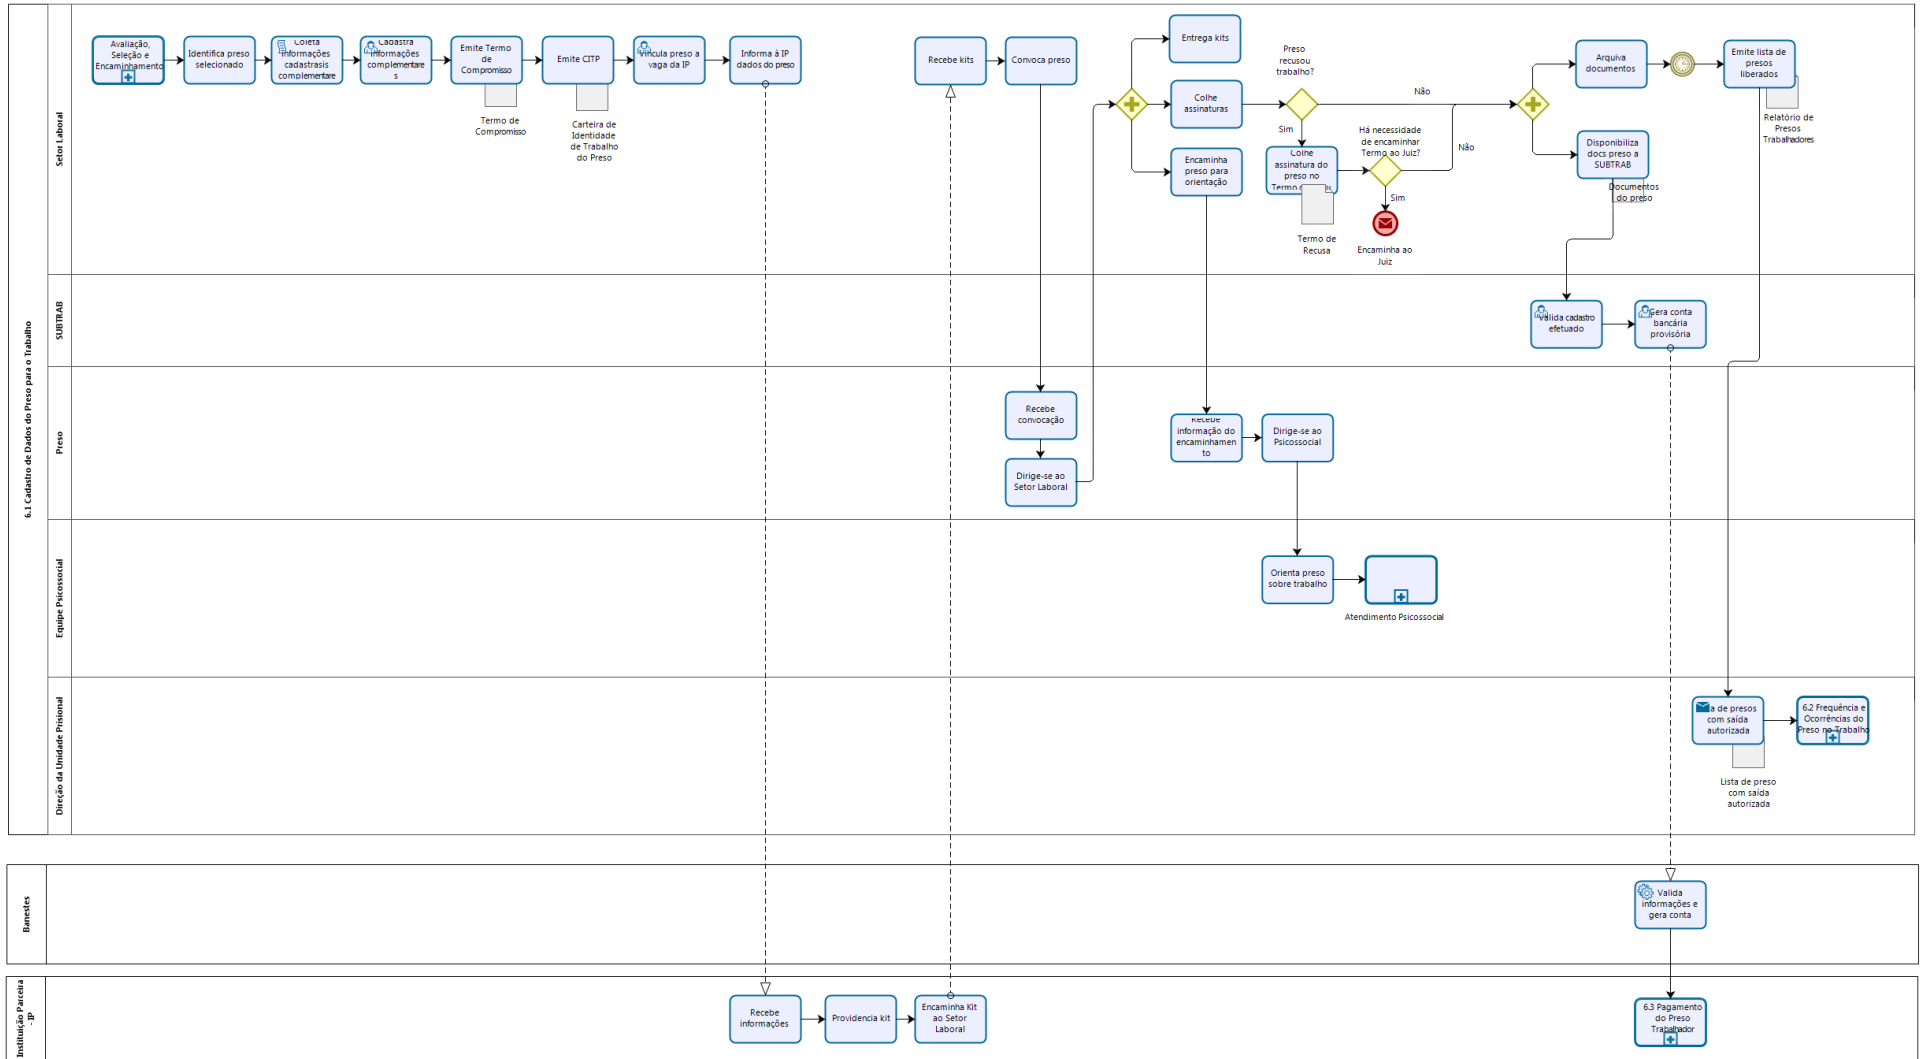 6.1 Cadastro de Dados do Preso para o Trabalho
Setor Laboral
Avaliação,
Seleção e
Encaminhamento
Identifica preso
selecionado
Coleta
informações
cadastrasis
complementare
Cadastra
informações
complementare
s
Emite Termo
de
Compromisso
Termo de
Compromisso
Emite CITP
Carteira de
Identidade
de Trabalho
do Preso
Vincula preso a
vaga da IP
Informa à IP
dados do preso
Recebe kits
Convoca preso
Entrega kits
Colhe
assinaturas
Encaminha
preso para
orientação
Preso
recusou
trabalho?
Não
Sim
Colhe
assinatura do
preso no
Termo
Termo de
Recusa
Há necessidade
de encaminhar
Termo ao Juiz?
Não
Sim
Encaminha ao
Juiz
Arquiva
documentos
Emite lista de
presos
liberados
Relatório de
Presos
Trabalhadores
Disponibiliza
docs preso a
SUBTRAB
Documentos
do preso
SUBTRAB
Valida cadastro
efetuado
Gera conta
bancária
provisória
Preso
Recebe
convocação
Dirige-se ao
Setor Laboral
Recebe
informação do
encaminhamen
to
Dirige-se ao
Psicossocial
Equipe Psicossocial
Orienta preso
sobre trabalho
Atendimento Psicossocial
Direção da Unidade Prisional
a de presos
com saída
autorizada
Lista de preso
com saída
autorizada
6.2 Frequência e
Ocorrências do
Preso no Trabalho
Banestes
Valida
informações e
gera conta
Instituição Parceira
- IP
Recebe
informações
Providencia kit
Encaminha Kit
ao Setor
Laboral
6.3 Pagamento
do Preso
Trabalhador